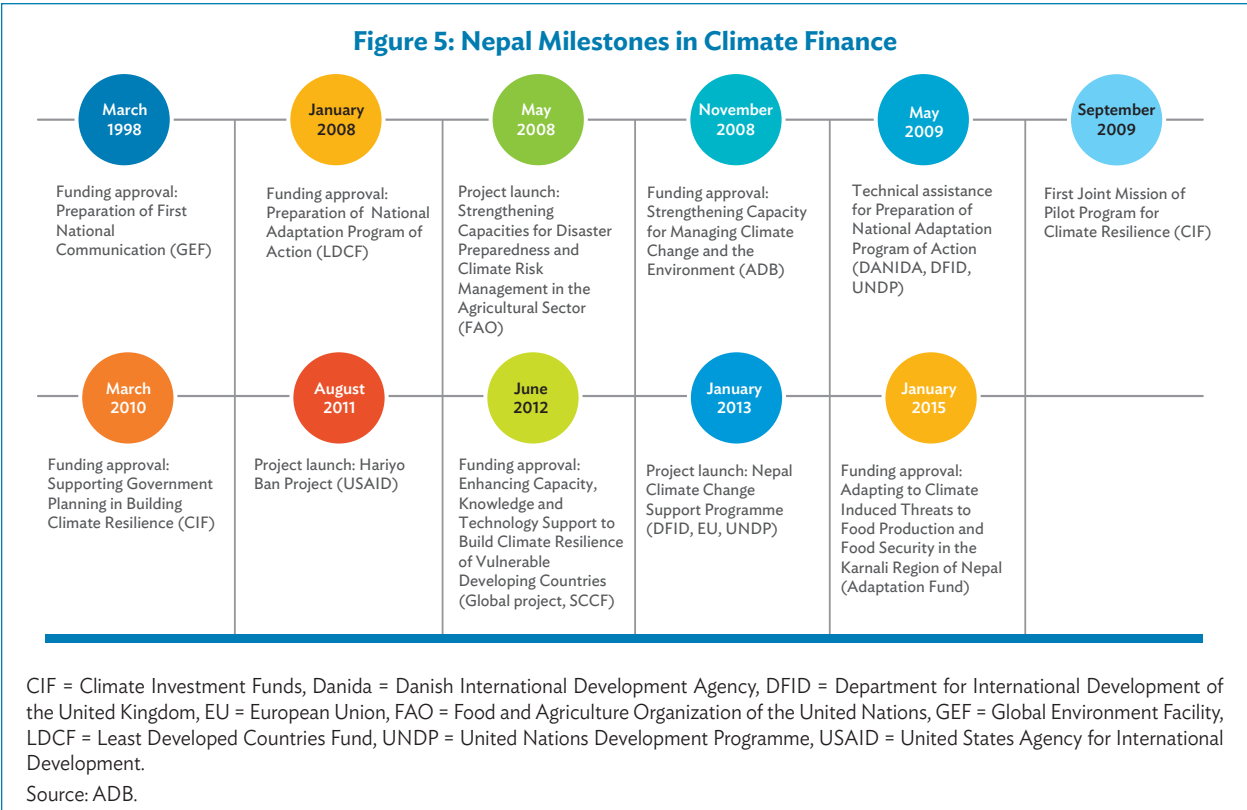 Figure 5: Nepal Milestones in Climate Finance
March
1998
Funding approval:
Preparation of First
National
Communication (GEF)
January
2008
Funding approval:
Preparation of National
Adaptation Program of
Action (LDCF)
May
2008
Project launch:
Strengthening
Capacities for Disaster
Preparedness and
Climate Risk
Management in the
Agricultural Sector
(FAO)
November
2008
Funding approval:
Strengthening Capacity
for Managing Climate
Change and the
Environment (ADB)
May
2009
Technical assistance
for Preparation of
National Adaptation
Program of Action
(DANIDA, DFID,
UNDP)
September
2009
First Joint Mission of
Pilot Program for
Climate Resilience (CIF)
March
2010
Funding approval:
Supporting Government
Planning in Building
Climate Resilience (CIF)
August
2011
Project launch: Hariyo
Ban Project (USAID)
June
2012
Funding approval:
Enhancing Capacity,
Knowledge and
Technology Support to
Build Climate Resilience
of Vulnerable
Developing Countries
(Global project, SCCF)
January
2013
Project launch: Nepal
Climate Change
Support Programme
(DFID, EU, UNDP)
January
2015
Funding approval:
Adapting to Climate
Induced Threats to
Food Production and
Food Security in the
Karnali Region of Nepal
(Adaptation Fund)
CIF = Climate Investment Funds, Danida = Danish International Development Agency, DFID = Department for International Development of
the United Kingdom, EU = European Union, FAO = Food and Agriculture Organization of the United Nations, GEF = Global Environment Facility,
LDCF = Least Developed Countries Fund, UNDP = United Nations Development Programme, USAID = United States Agency for International
Development.
Source: ADB.